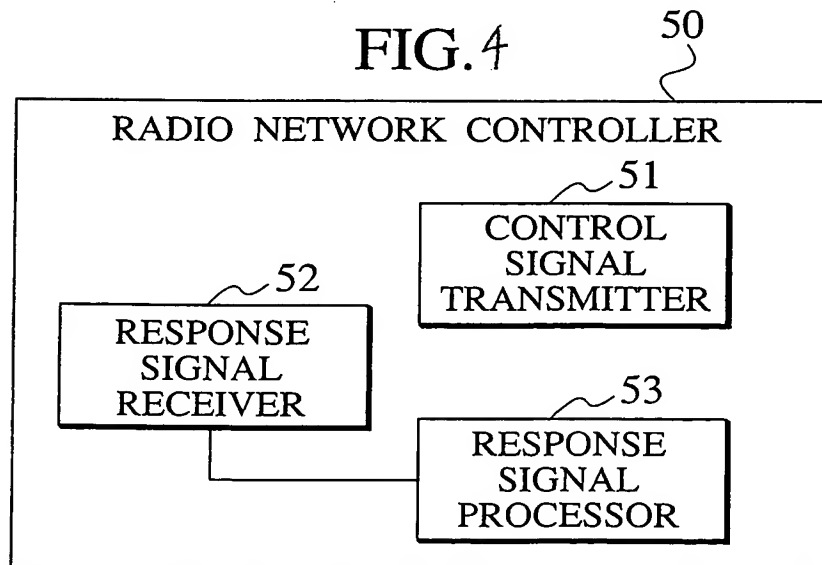 FIG.4
50
RADIO NETWORK CONTROLLER
51
CONTROL
SIGNAL
TRANSMITTER
52
RESPONSE
SIGNAL
RECEIVER
53
RESPONSE
SIGNAL
PROCESSOR